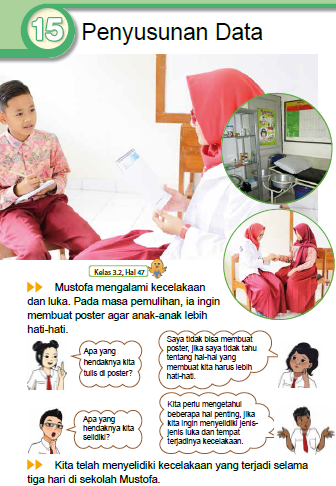 15 Penyusunan Data
Kelas 3.2, Hal 47
Mustofa mengalami kecelakaan
dan luka. Pada masa pemulihan, ia ingin
membuat poster agar anak-anak lebih
hati-hati.
Apa yang
hendaknya kita
tulis di poster?
Saya tidak bisa membuat
poster, jika saya tidak tahu
tentang hal-hal yang
membuat kita harus lebih
hati-hati.
Apa yang
hendaknya kita
selidiki?
Kita perlu mengetahui
beberapa hal penting, jika
kita ingin menyelidiki jenis-
jenis luka dan tempat
terjadinya kecelakaan.
Kita telah menyelidiki kecelakaan yang terjadi selama
tiga hari di sekolah Mustofa.